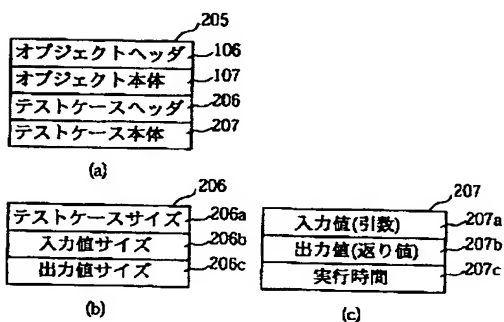 205
オブジェクトヘッダ 106
オブジェクト本体 107
テストケースヘッダ 206
テストケース本体 207
(a)
206
テストケースサイズ 206a
入力値サイズ 206b
出力値サイズ 206c
(b)
207
入力値(引数) 207a
出力値(返り値) 207b
実行時間 207c
(c)